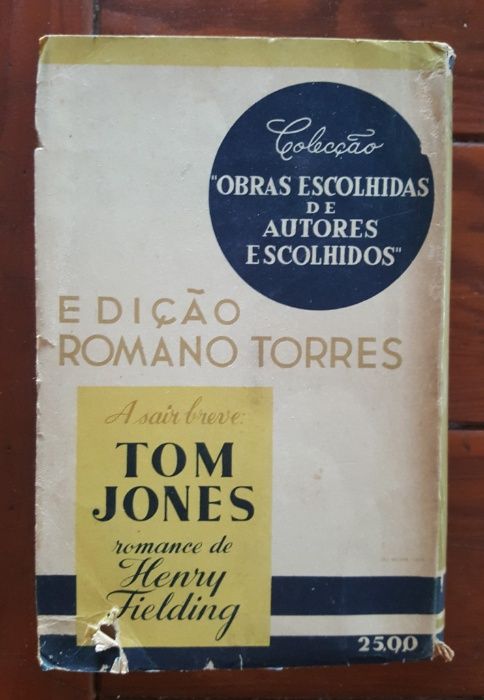 Colecção
"OBRAS ESCOLHIDAS
DE
AUTORES
ESCOLHIDOS"
EDIÇÃO
ROMANO TORRES
A sair breve:
TOM
JONES
romance de
Henry
Fielding
25$00